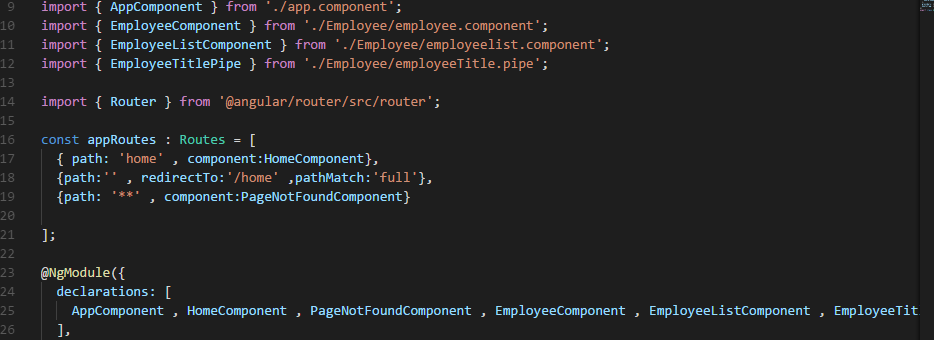 9 import { AppComponent } from './app.component';
10 import { EmployeeComponent } from './Employee/employee.component';
11 import { EmployeeListComponent } from './Employee/employeelist.component';
12 import { EmployeeTitlePipe } from './Employee/employeeTitle.pipe';
13
14 import { Router } from '@angular/router/src/router';
15
16 const appRoutes : Routes = [
17 { path: 'home' , component:HomeComponent},
18 {path:'' , redirectTo:'/home' ,pathMatch:'full'},
19 {path: '**' , component:PageNotFoundComponent}
20
21 ];
22
23 @NgModule({
24 declarations: [
25 AppComponent , HomeComponent , PageNotFoundComponent , EmployeeComponent , EmployeeListComponent , EmployeeTit
26 ],